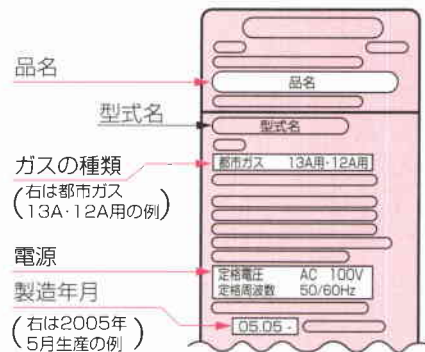 品名
品名
型式名
型式名
ガスの種類
(右は都市ガス
13A·12A用の例)
都市ガス 13A用·12A用
電源
定格電圧 AC 100V
定格周波数 50/60Hz
製造年月
(右は2005年
5月生産の例)
05.05 -